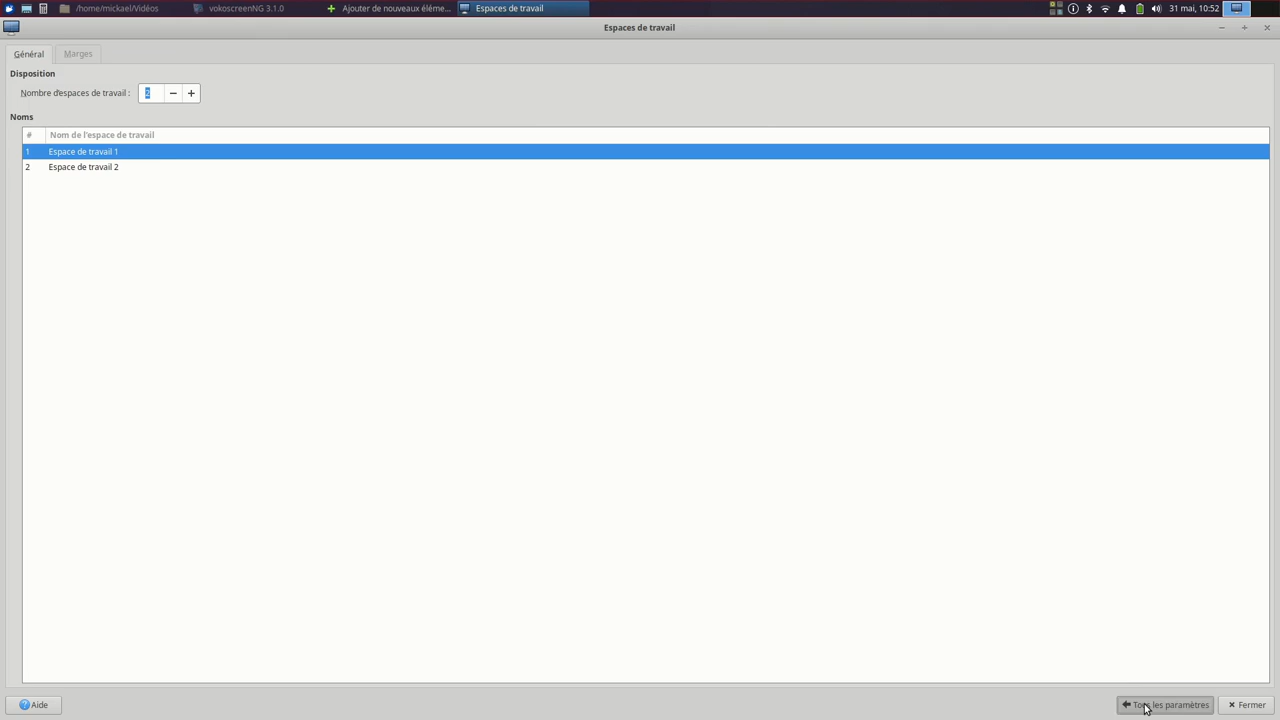 /home/mickael/Vidéos
vokoscreenNG 3.1.0
Ajouter de nouveaux éléme...
Espaces de travail
31 mai, 10:52
Espaces de travail
Général
Marges
Disposition
Nombre d'espaces de travail :
2
Noms
# Nom de l'espace de travail
1 Espace de travail 1
2 Espace de travail 2
Aide
Tous les paramètres
Fermer